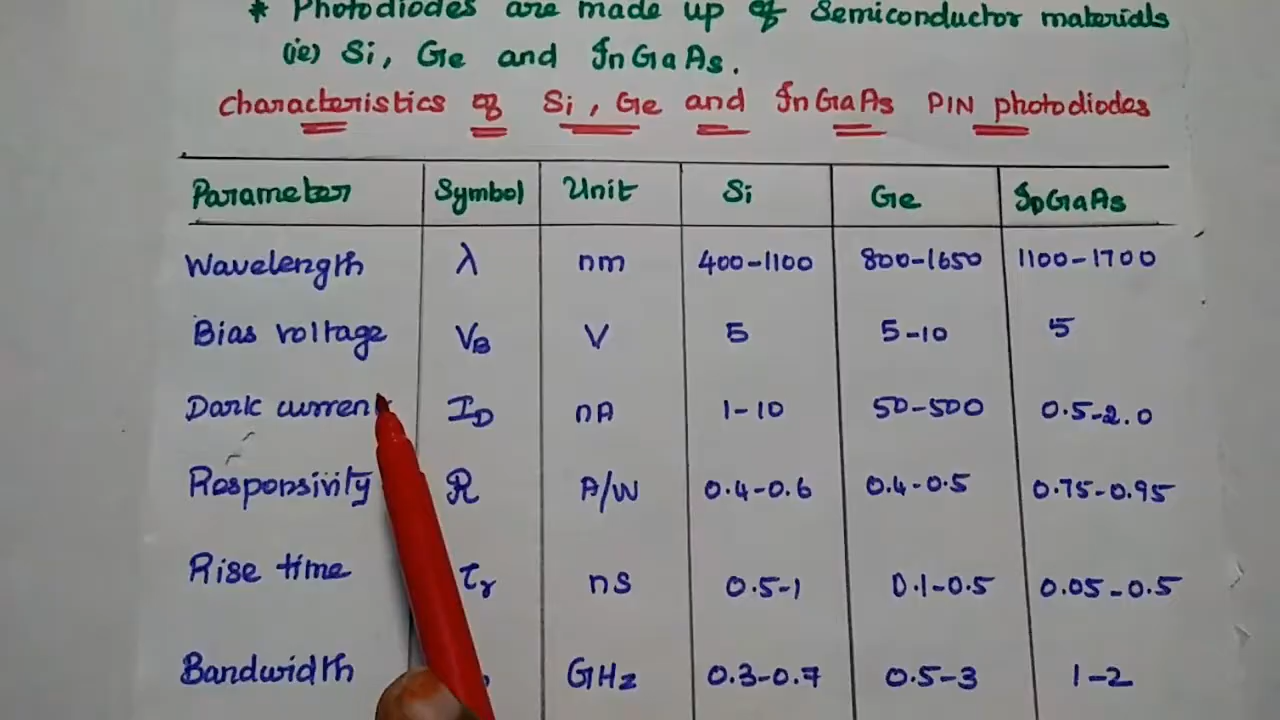 * Photodiodes are made up of Semiconductor materials
(ie) Si, Ge and InGaAs.
Characteristics of Si, Ge and InGaAs PIN photodiodes
Parameter Symbol Unit Si Ge InGaAs
Wavelength λ nm 400-1100 800-1650 1100-1700
Bias voltage VB V 5 5-10 5
Dark current ID nA 1-10 50-500 0.5-2.0
Responsivity R A/W 0.4-0.6 0.4-0.5 0.75-0.95
Rise time τr ns 0.5-1 0.1-0.5 0.05-0.5
Bandwidth GHz 0.3-0.7 0.5-3 1-2